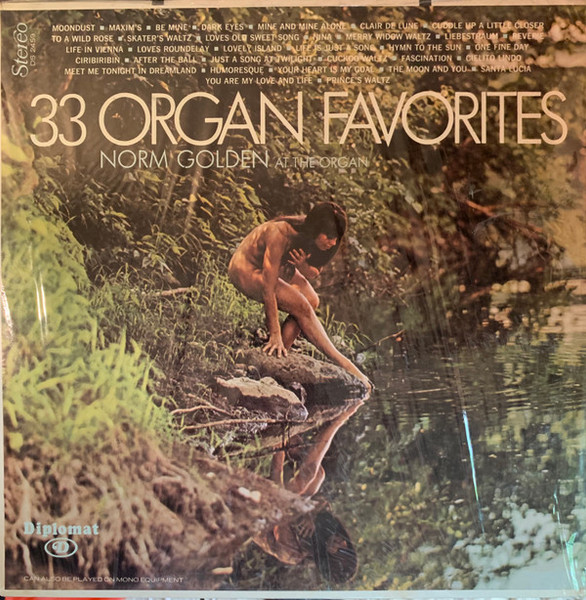 Stereo
DS 2459
MOONDUST ■ MAXIM'S ■ BE MINE ■ DARK EYES ■ MINE AND MINE ALONE ■ CLAIR DE LUNE ■ CUDDLE UP A LITTLE CLOSER
TO A WILD ROSE ■ SKATER'S WALTZ ■ LOVES OLD SWEET SONG ■ NINA ■ MERRY WIDOW WALTZ ■ LIEBESTRAUM ■ REVERIE
LIFE IN VIENNA ■ LOVES ROUNDELAY ■ LOVELY ISLAND ■ LIFE IS JUST A SONG ■ HYMN TO THE SUN ■ ONE FINE DAY
CIRIBIRIBIN ■ AFTER THE BALL ■ JUST A SONG AT TWILIGHT ■ CUCKOO WALTZ ■ FASCINATION ■ CIELITO LINDO
MEET ME TONIGHT IN DREAMLAND ■ HUMORESQUE ■ YOUR HEART IS MY GOAL ■ THE MOON AND YOU ■ SANTA LUCIA
YOU ARE MY LOVE AND LIFE ■ PRINCE'S WALTZ
33 ORGAN FAVORITES
NORM GOLDEN AT THE ORGAN
Diplomat
D
CAN ALSO BE PLAYED ON MONO EQUIPMENT